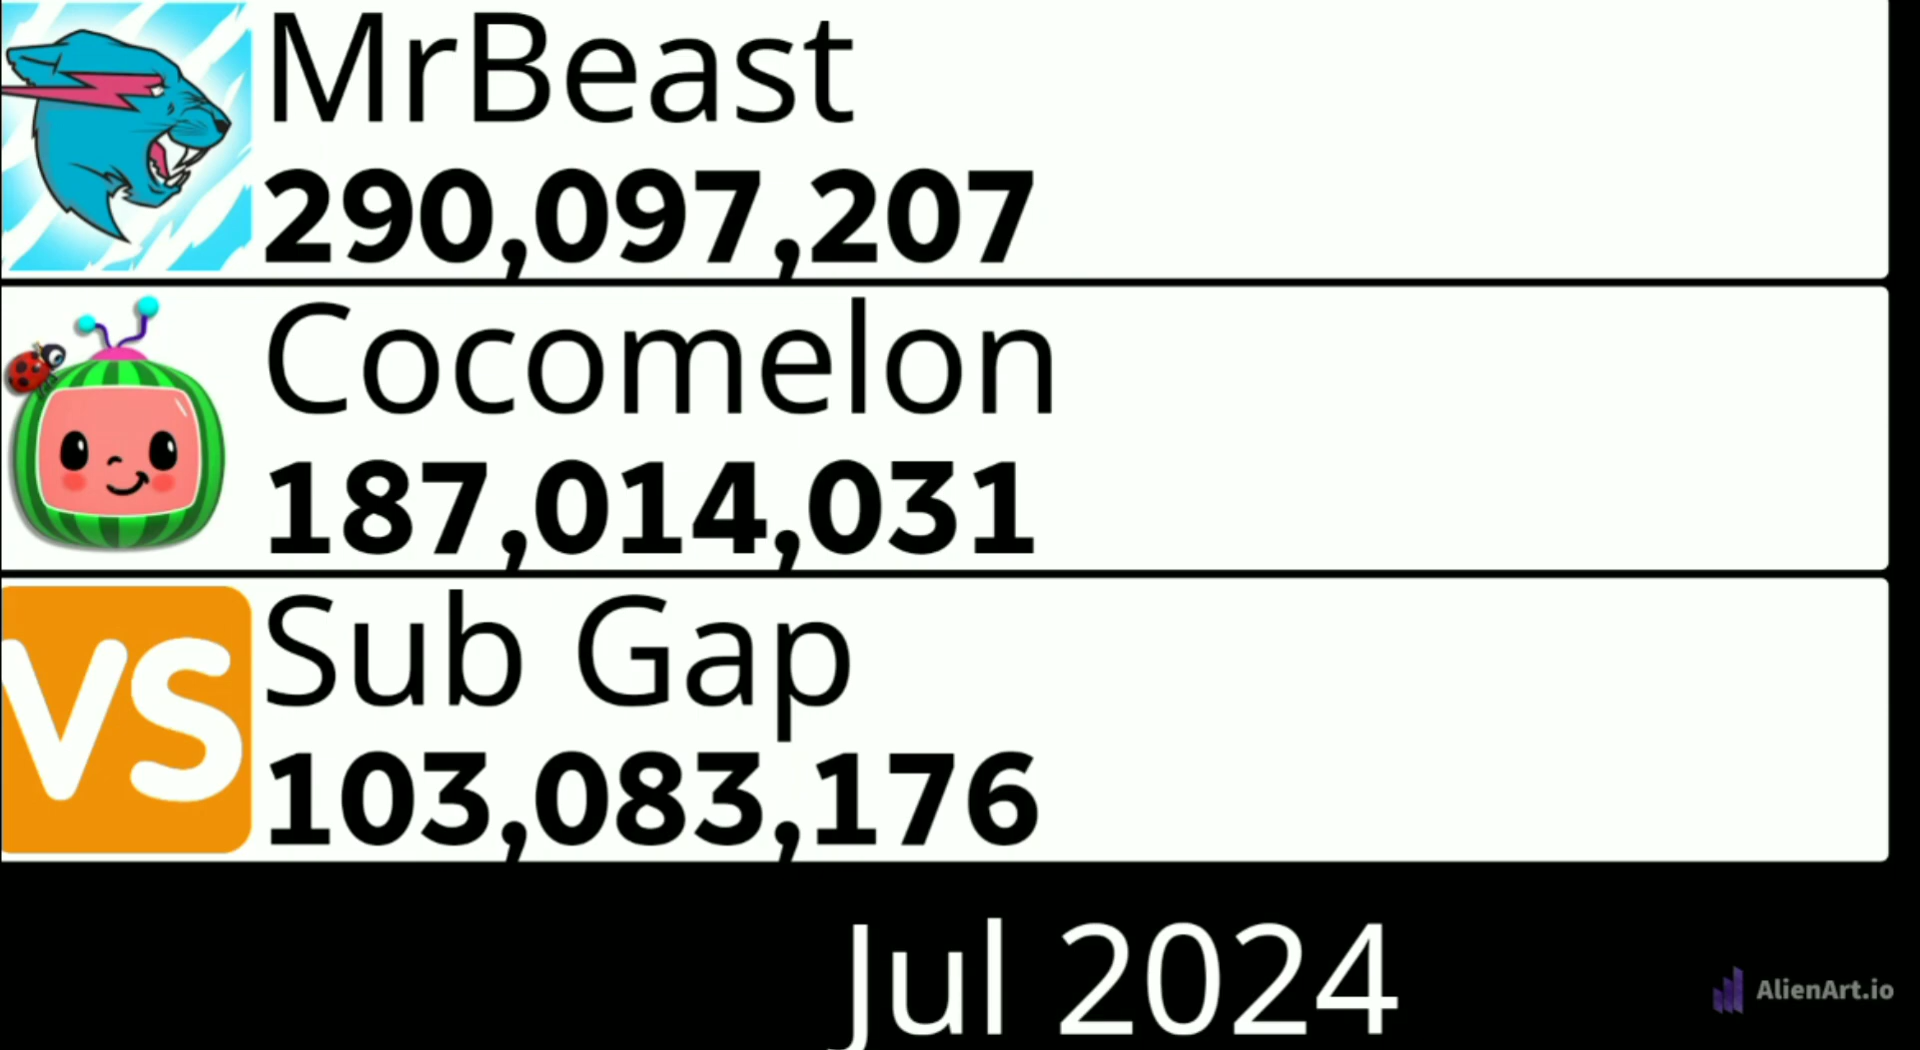 MrBeast
290,097,207
Cocomelon
187,014,031
VS
Sub Gap
103,083,176
Jul 2024
AlienArt.io